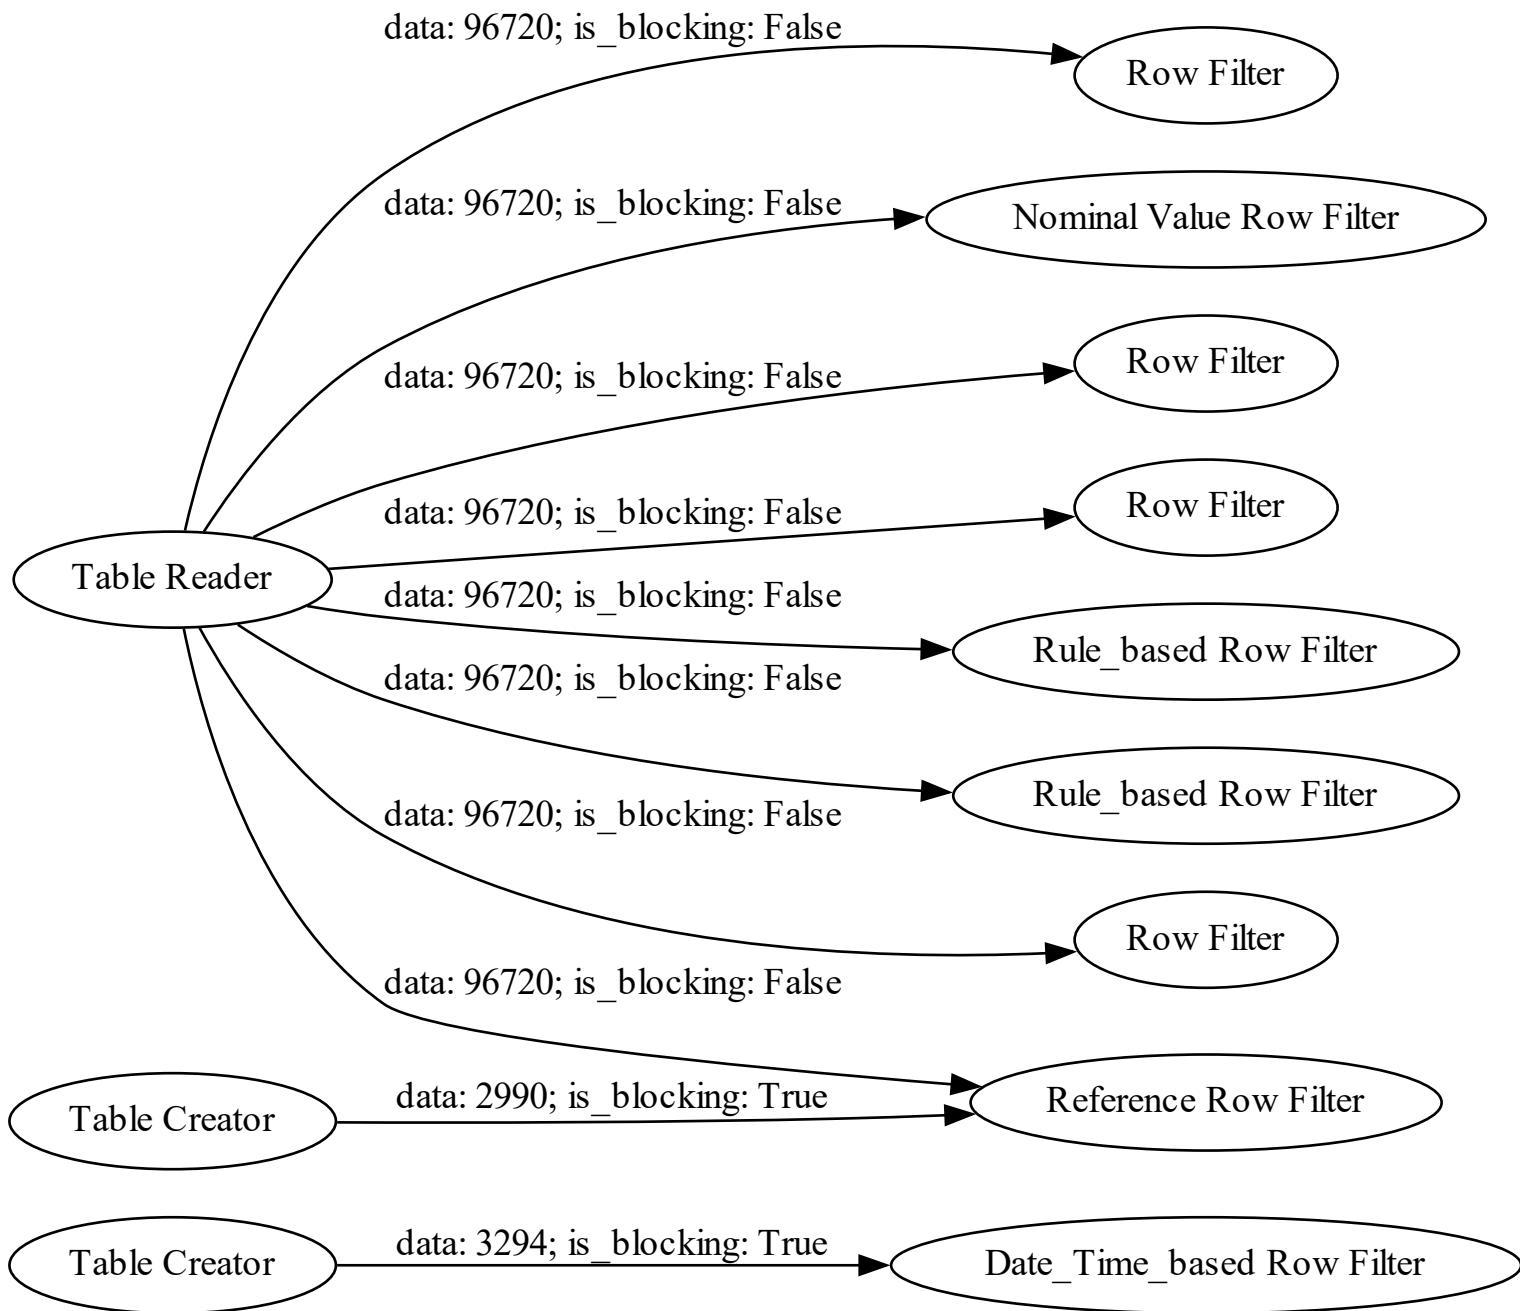 data: 96720; is_blocking: False
Row Filter
data: 96720; is_blocking: False
Nominal Value Row Filter
data: 96720; is_blocking: False
Row Filter
data: 96720; is_blocking: False
Row Filter
Table Reader
data: 96720; is_blocking: False
Rule_based Row Filter
data: 96720; is_blocking: False
Rule_based Row Filter
data: 96720; is_blocking: False
Row Filter
data: 96720; is_blocking: False
Table Creator
data: 2990; is_blocking: True
Reference Row Filter
Table Creator
data: 3294; is_blocking: True
Date_Time_based Row Filter